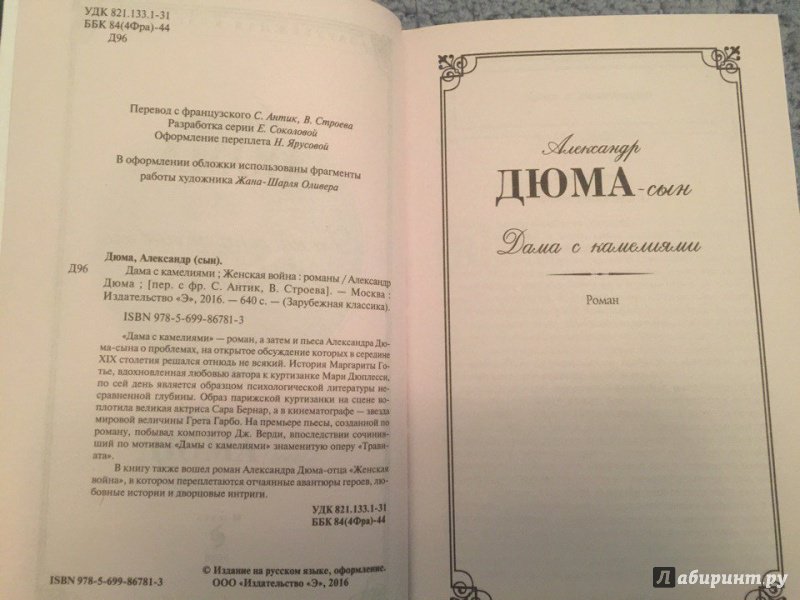 УДК 821.133.1-31
ББК 84(4Фра)-44
Д96
Перевод с французского С. Антик, В. Строева
Разработка серии Е. Соколовой
Оформление переплета Н. Ярусовой
В оформлении обложки использованы фрагменты
работы художника Жана-Шарля Оливера
Дюма, Александр (сын).
Д96 Дама с камелиями ; Женская война : романы / Александр
Дюма ; [пер. с фр. С. Антик, В. Строева]. — Москва :
Издательство «Э», 2016. — 640 с. — (Зарубежная классика).
ISBN 978-5-699-86781-3
«Дама с камелиями» — роман, а затем и пьеса Александра Дю-
ма-сына о проблемах, на открытое обсуждение которых в середине
XIX столетия решался отнюдь не всякий. История Маргариты Го-
тье, вдохновленная любовью автора к куртизанке Мари Дюплесси,
по сей день является образцом психологической литературы не-
сравненной глубины. Образ парижской куртизанки на сцене во-
плотила великая актриса Сара Бернар, а в кинематографе — звезда
мировой величины Грета Гарбо. На премьере пьесы, созданной по
роману, побывал композитор Дж. Верди, впоследствии сочинив-
ший по мотивам «Дамы с камелиями» знаменитую оперу «Трави-
ата».
В книгу также вошел роман Александра Дюма-отца «Женская
война», в котором переплетаются отчаянные авантюры героев, лю-
бовные истории и дворцовые интриги.
УДК 821.133.1-31
ББК 84(4Фра)-44
© Издание на русском языке, оформление.
ООО «Издательство «Э», 2016
ISBN 978-5-699-86781-3
Александр
ДЮМА-сын
Дама с камелиями
Роман
Лабиринт.ру